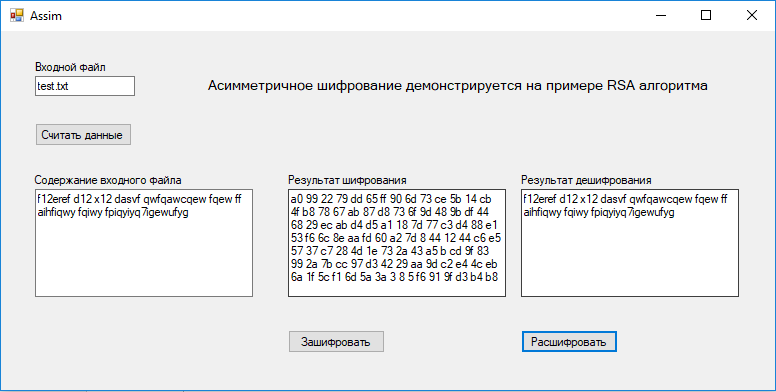 Assim
Входной файл
test.txt
Асимметричное шифрование демонстрируется на примере RSA алгоритма
Считать данные
Содержание входного файла
f12eref d12 x12 dasvf qwfqawcqew fqew ff
aihfiqwy fqiwy fpiqyiyq7igewufyg
Результат шифрования
a0 99 22 79 dd 65 ff 90 6d 73 ce 5b 14 cb
4f b8 78 67 ab 87 d8 73 6f 9d 48 9b df 44
68 29 ec ab d4 d5 a1 18 7d 77 c3 d4 88 e1
53 f6 6c 8e aa fd 60 a2 7d 8 44 12 44 c6 e5
57 37 c7 28 4d 1e 73 2a 43 a5 b cd 9f 83
99 2a 7b cc 97 d3 42 29 aa 9d c2 e4 4c eb
6a 1f 5c f1 6d 5a 3a 3 8 5 f6 91 9f d3 b4 b8
Результат дешифрования
f12eref d12 x12 dasvf qwfqawcqew fqew ff
aihfiqwy fqiwy fpiqyiyq7igewufyg
Зашифровать
Расшифровать